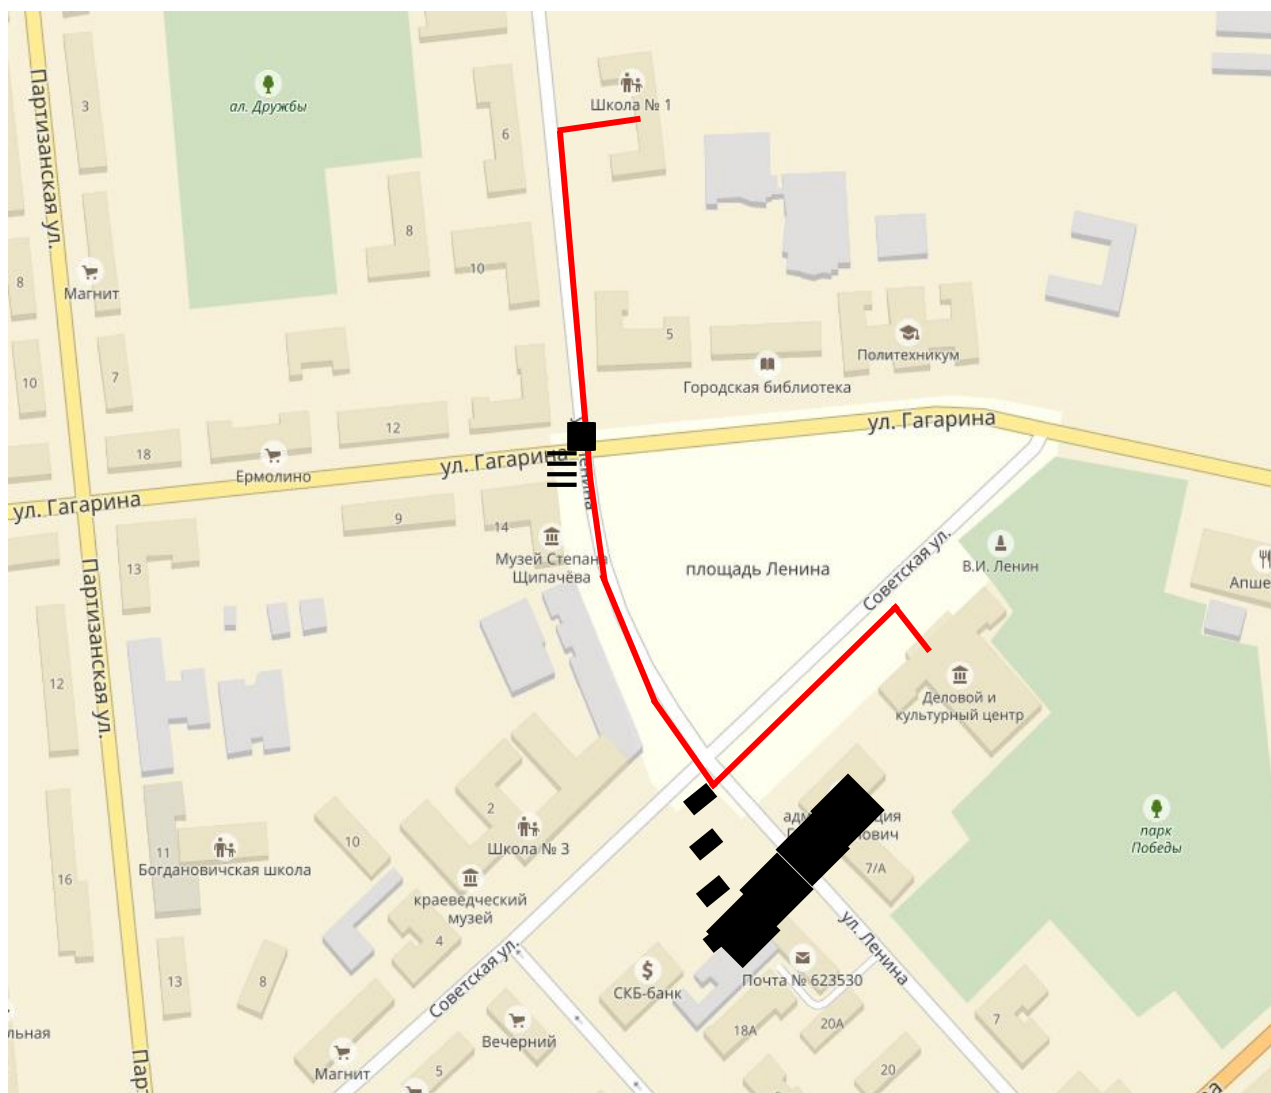 Партизанская ул.
3
ал. Дружбы
Школа № 1
6
8
10
8
Магнит
5
Политехникум
Городская библиотека
10
7
12
18
Ермолино
ул. Гагарина
ул. Гагарина
ул. Гагарина
9
14
Музей Степана
Щипачёва
13
площадь Ленина
Советская ул.
В.И. Ленин
Апше
Партизанская ул.
12
Деловой и
культурный центр
2
Школа № 3
10
11
Богдановичская школа
16
краеведческий
музей
4
7/А
парк
Победы
ул. Ленина
Советская ул.
13
8
СКБ-банк
Почта № 623530
18А
20А
7
льная
Вечерний
Магнит
5
20
Парт